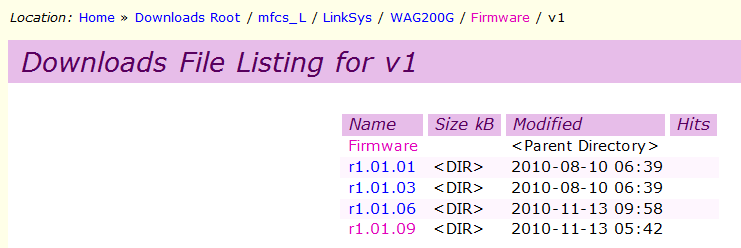 Location: Home » Downloads Root / mfcs_L / LinkSys / WAG200G / Firmware / v1
Downloads File Listing for v1
Name Size kB Modified Hits
Firmware <Parent Directory>
r1.01.01 <DIR> 2010-08-10 06:39
r1.01.03 <DIR> 2010-08-10 06:39
r1.01.06 <DIR> 2010-11-13 09:58
r1.01.09 <DIR> 2010-11-13 05:42